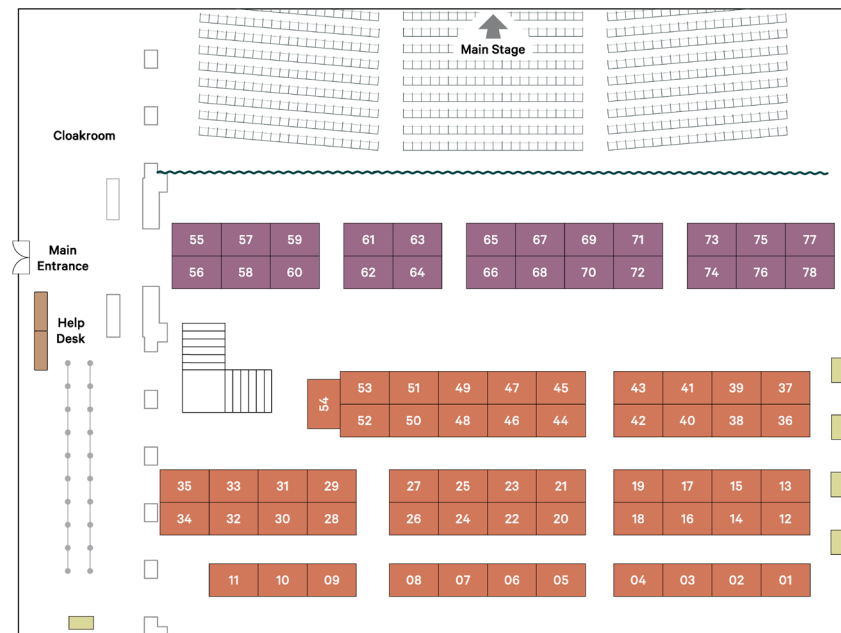 Main Stage
Cloakroom
55 57 59 61 63 65 67 69 71 73 75 77
Main
Entrance
56 58 60 62 64 66 68 70 72 74 76 78
Help
Desk
54
53 51 49 47 45 43 41 39 37
52 50 48 46 44 42 40 38 36
35 33 31 29 27 25 23 21 19 17 15 13
34 32 30 28 26 24 22 20 18 16 14 12
11 10 09 08 07 06 05 04 03 02 01